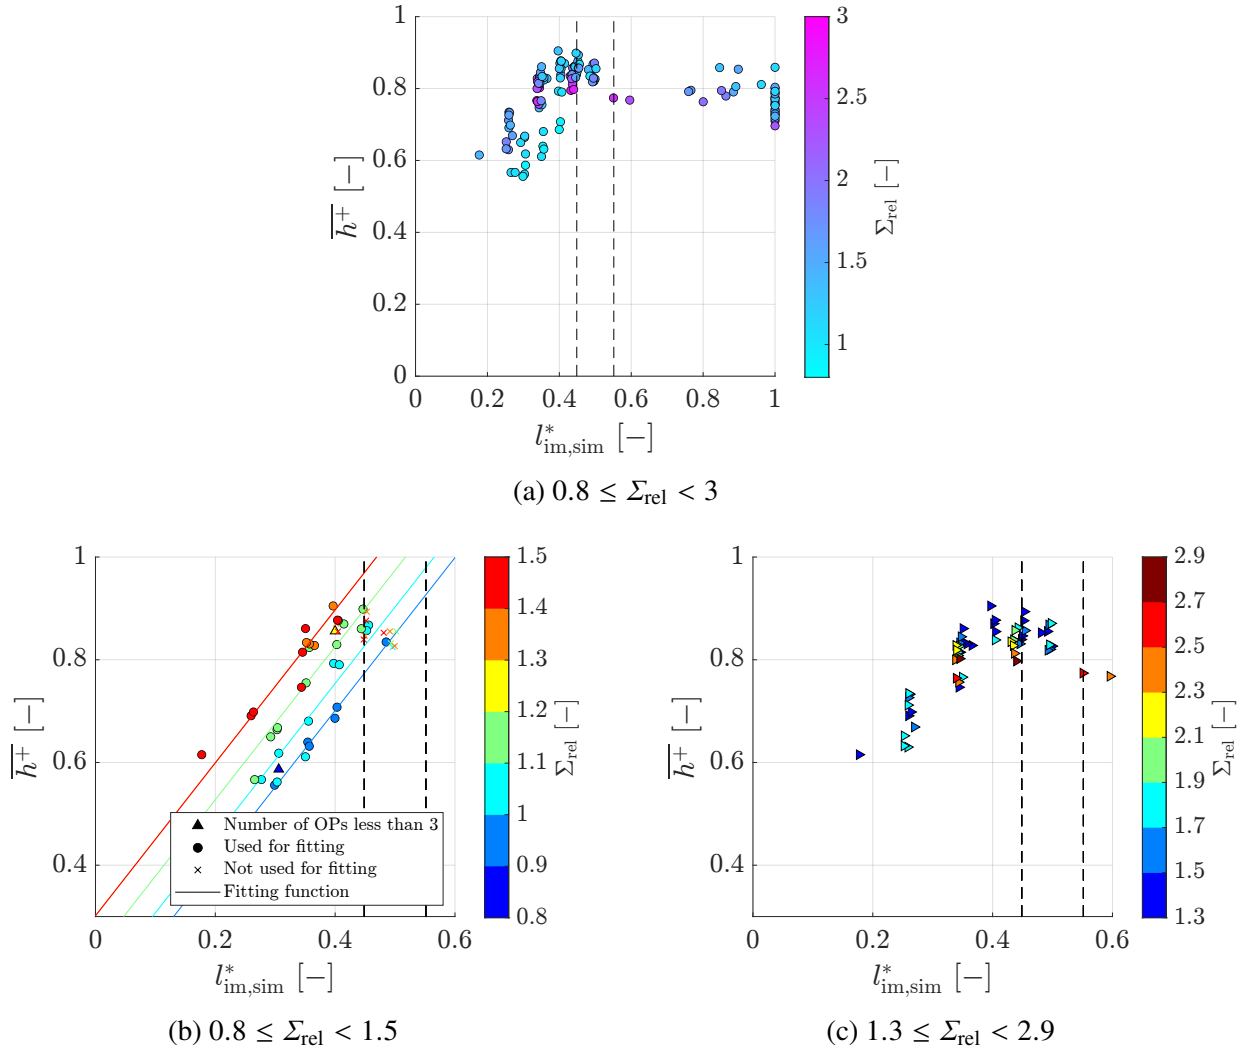 1
0.8
0.6
0.4
0.2
0
0 0.2 0.4 0.6 0.8 1
l*im,sim [−]
h⁺ [−]
3
2.5
2
1.5
1
Σrel [−]
(a) 0.8 ≤ Σrel < 3
1
0.8
0.6
0.4
0 0.2 0.4 0.6
l*im,sim [−]
h⁺ [−]
Number of OPs less than 3
Used for fitting
Not used for fitting
Fitting function
1.5
1.4
1.3
1.2
1.1
1
0.9
0.8
Σrel [−]
(b) 0.8 ≤ Σrel < 1.5
1
0.8
0.6
0.4
0 0.2 0.4 0.6
l*im,sim [−]
h⁺ [−]
2.9
2.7
2.5
2.3
2.1
1.9
1.7
1.5
1.3
Σrel [−]
(c) 1.3 ≤ Σrel < 2.9